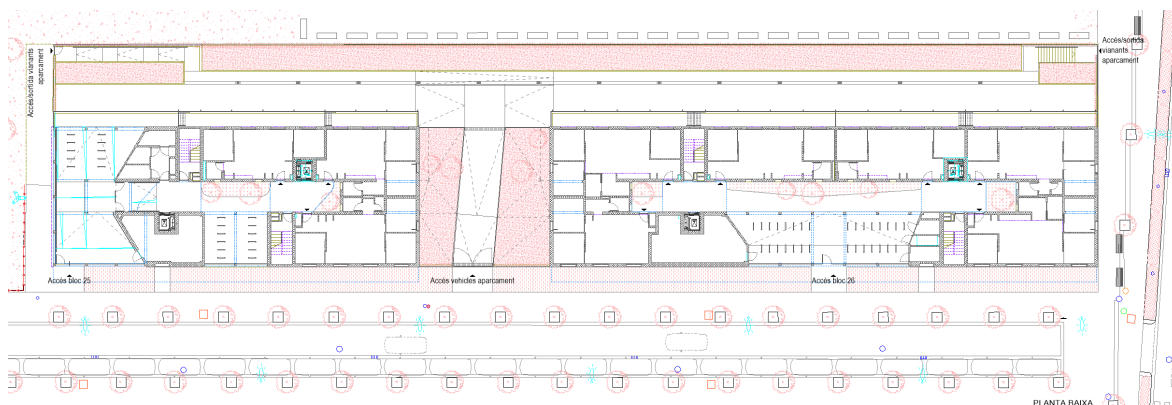 Accés/sortida vianants
aparcament
Accés/sortida
vianants
aparcament
Accés bloc 25
Accés vehicles aparcament
Accés bloc 26
PLANTA BAIXA